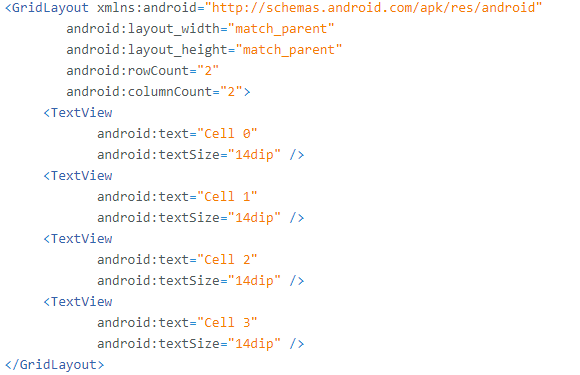 <GridLayout xmlns:android="http://schemas.android.com/apk/res/android"
        android:layout_width="match_parent"
        android:layout_height="match_parent"
        android:rowCount="2"
        android:columnCount="2">
     <TextView
            android:text="Cell 0"
            android:textSize="14dip" />
     <TextView
            android:text="Cell 1"
            android:textSize="14dip" />
     <TextView
            android:text="Cell 2"
            android:textSize="14dip" />
     <TextView
            android:text="Cell 3"
            android:textSize="14dip" />
</GridLayout>